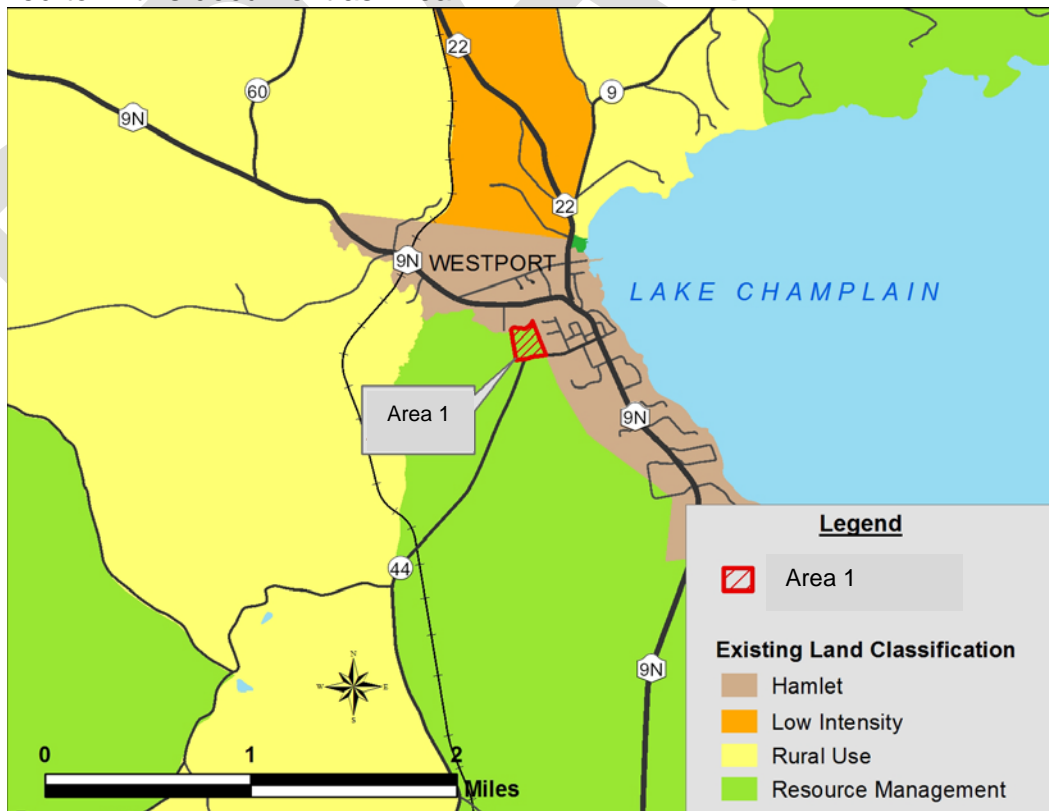 22
60
9
9N
22
9N
WESTPORT
LAKE CHAMPLAIN
Area 1
9N
44
9N
N
W
E
S
0 1 2
Miles
Legend
Area 1
Existing Land Classification
Hamlet
Low Intensity
Rural Use
Resource Management